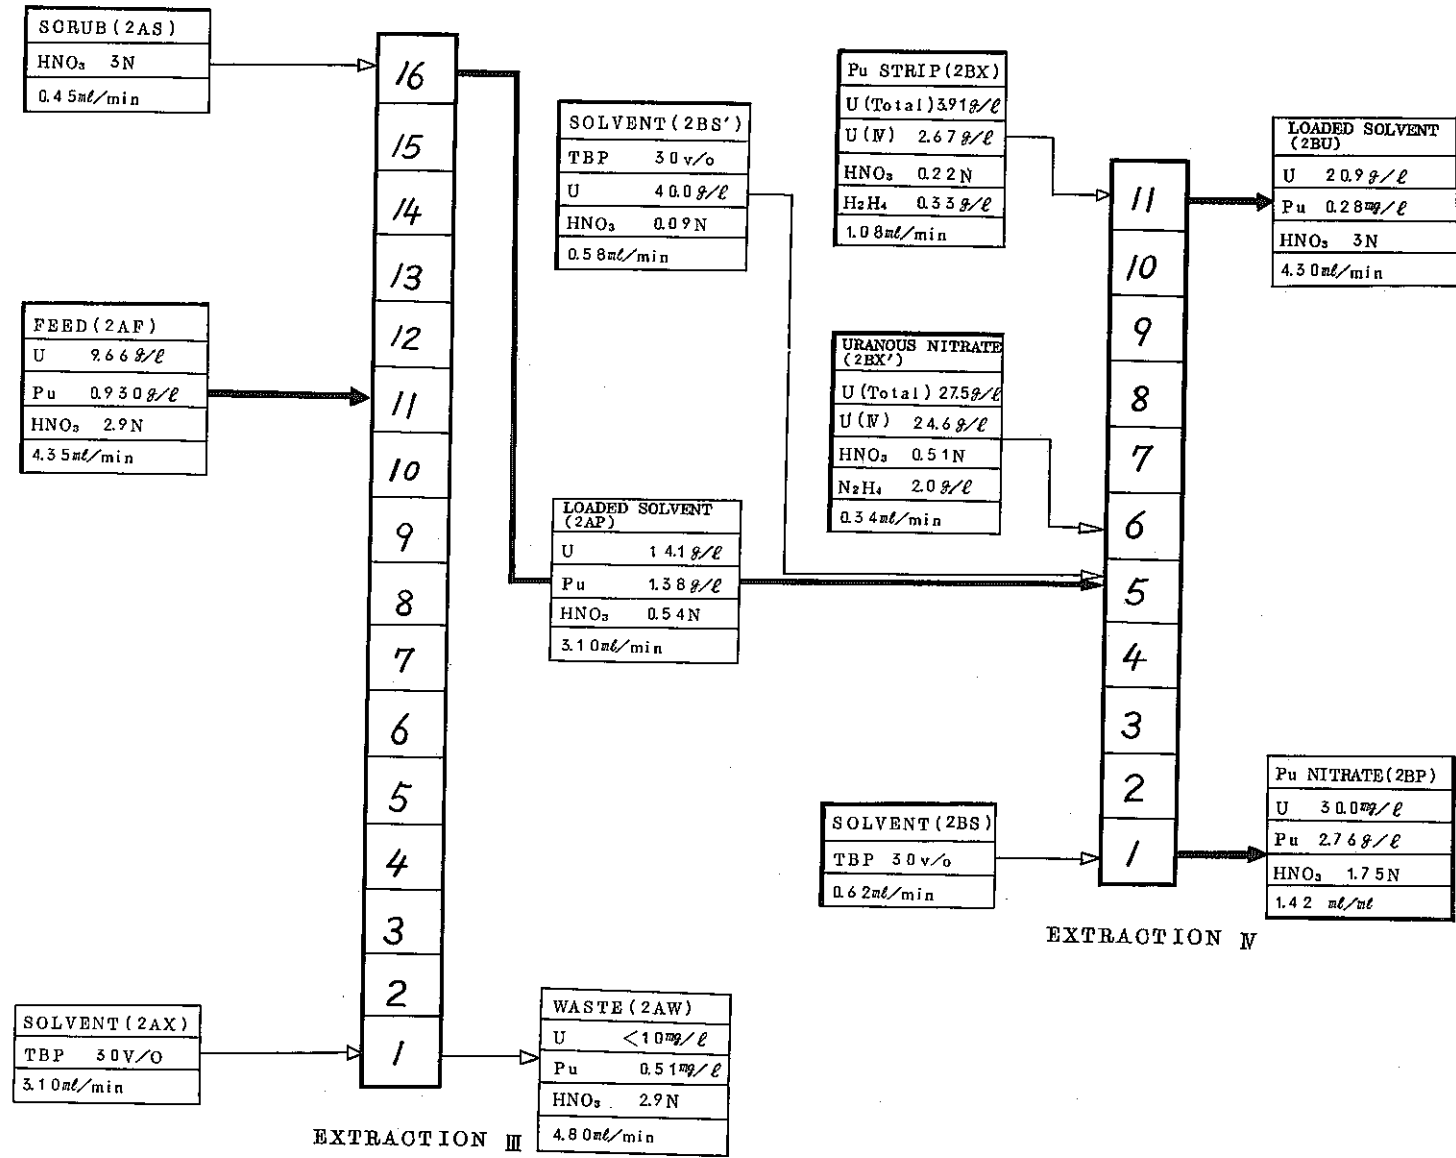 SCRUB(2AS)
HNO₃ 3N
0.45ml/min
FEED(2AF)
U 9.66g/l
Pu 0.930g/l
HNO₃ 2.9N
4.35ml/min
SOLVENT(2AX)
TBP 30V/O
3.10ml/min
16
15
14
13
12
11
10
9
8
7
6
5
4
3
2
1
EXTRACTION III
SOLVENT(2BS')
TBP 30v/o
U 40.0g/l
HNO₃ 0.09N
0.58ml/min
LOADED SOLVENT
(2AP)
U 14.1g/l
Pu 1.38g/l
HNO₃ 0.54N
3.10ml/min
WASTE(2AW)
U <10mg/l
Pu 0.51mg/l
HNO₃ 2.9N
4.80ml/min
Pu STRIP(2BX)
U(Total)3.91g/l
U(IV) 2.67g/l
HNO₃ 0.22N
H₂H₄ 0.33g/l
1.08ml/min
URANOUS NITRATE
(2BX')
U(Total) 27.5g/l
U(IV) 24.6g/l
HNO₃ 0.51N
N₂H₄ 2.0g/l
0.34ml/min
SOLVENT(2BS)
TBP 30v/o
0.62ml/min
11
10
9
8
7
6
5
4
3
2
1
EXTRACTION IV
LOADED SOLVENT
(2BU)
U 20.9g/l
Pu 0.28mg/l
HNO₃ 3N
4.30ml/min
Pu NITRATE(2BP)
U 30.0mg/l
Pu 2.76g/l
HNO₃ 1.75N
1.42 ml/ml